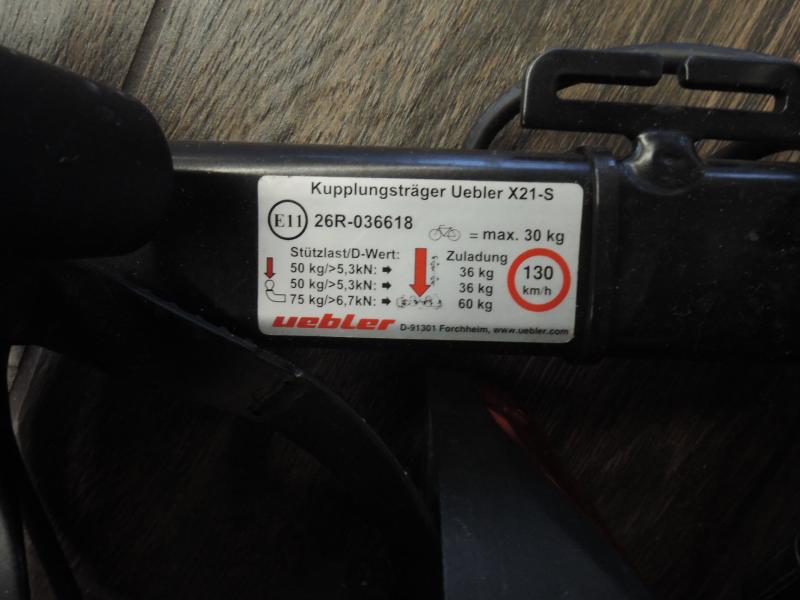 Kupplungsträger Uebler X21-S
E11 26R-036618
= max. 30 kg
Stützlast/D-Wert: Zuladung
50 kg/>5,3kN: ➡ 36 kg
50 kg/>5,3kN: ➡ 36 kg
75 kg/>6,7kN: ➡ 60 kg
130
km/h
uebler D-91301 Forchheim, www.uebler.com